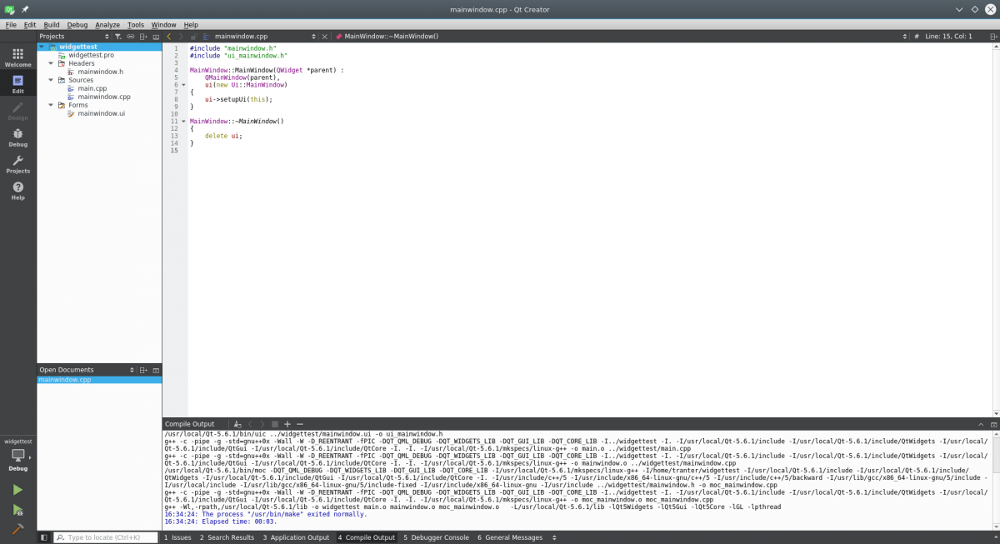 mainwindow.cpp - Qt Creator
File Edit Build Debug Analyze Tools Window Help
Projects
mainwindow.cpp
MainWindow::~MainWindow()
# Line: 15, Col: 1
Welcome
Edit
Design
Debug
Projects
Help
widgettest
widgettest.pro
Headers
mainwindow.h
Sources
main.cpp
mainwindow.cpp
Forms
mainwindow.ui
1 #include "mainwindow.h"
2 #include "ui_mainwindow.h"
3
4 MainWindow::MainWindow(QWidget *parent) :
5 QMainWindow(parent),
6 ui(new Ui::MainWindow)
7 {
8 ui->setupUi(this);
9 }
10
11 MainWindow::~MainWindow()
12 {
13 delete ui;
14 }
15
Open Documents
mainwindow.cpp
Compile Output
/usr/local/Qt-5.6.1/bin/uic ../widgettest/mainwindow.ui -o ui_mainwindow.h
g++ -c -pipe -g -std=gnu++0x -Wall -W -D_REENTRANT -fPIC -DQT_QML_DEBUG -DQT_WIDGETS_LIB -DQT_GUI_LIB -DQT_CORE_LIB -I../widgettest -I. -I/usr/local/Qt-5.6.1/include -I/usr/local/Qt-5.6.1/include/QtWidgets -I/usr/local/
Qt-5.6.1/include/QtGui -I/usr/local/Qt-5.6.1/include/QtCore -I. -I. -I/usr/local/Qt-5.6.1/mkspecs/linux-g++ -o main.o ../widgettest/main.cpp
g++ -c -pipe -g -std=gnu++0x -Wall -W -D_REENTRANT -fPIC -DQT_QML_DEBUG -DQT_WIDGETS_LIB -DQT_GUI_LIB -DQT_CORE_LIB -I../widgettest -I. -I/usr/local/Qt-5.6.1/include -I/usr/local/Qt-5.6.1/include/QtWidgets -I/usr/local/
Qt-5.6.1/include/QtGui -I/usr/local/Qt-5.6.1/include/QtCore -I. -I. -I/usr/local/Qt-5.6.1/mkspecs/linux-g++ -o mainwindow.o ../widgettest/mainwindow.cpp
/usr/local/Qt-5.6.1/bin/moc -DQT_QML_DEBUG -DQT_WIDGETS_LIB -DQT_GUI_LIB -DQT_CORE_LIB -I/usr/local/Qt-5.6.1/mkspecs/linux-g++ -I/home/tranter/widgettest -I/usr/local/Qt-5.6.1/include -I/usr/local/Qt-5.6.1/include/
QtWidgets -I/usr/local/Qt-5.6.1/include/QtGui -I/usr/local/Qt-5.6.1/include/QtCore -I. -I/usr/include/c++/5 -I/usr/include/x86_64-linux-gnu/c++/5 -I/usr/include/c++/5/backward -I/usr/lib/gcc/x86_64-linux-gnu/5/include -
I/usr/local/include -I/usr/lib/gcc/x86_64-linux-gnu/5/include-fixed -I/usr/include/x86_64-linux-gnu -I/usr/include ../widgettest/mainwindow.h -o moc_mainwindow.cpp
g++ -c -pipe -g -std=gnu++0x -Wall -W -D_REENTRANT -fPIC -DQT_QML_DEBUG -DQT_WIDGETS_LIB -DQT_GUI_LIB -DQT_CORE_LIB -I../widgettest -I. -I/usr/local/Qt-5.6.1/include -I/usr/local/Qt-5.6.1/include/QtWidgets -I/usr/local/
Qt-5.6.1/include/QtGui -I/usr/local/Qt-5.6.1/include/QtCore -I. -I. -I/usr/local/Qt-5.6.1/mkspecs/linux-g++ -o moc_mainwindow.o moc_mainwindow.cpp
g++ -Wl,-rpath,/usr/local/Qt-5.6.1/lib -o widgettest main.o mainwindow.o moc_mainwindow.o -L/usr/local/Qt-5.6.1/lib -lQt5Widgets -lQt5Gui -lQt5Core -lGL -lpthread
16:34:24: The process "/usr/bin/make" exited normally.
16:34:24: Elapsed time: 00:03.
widgettest
Debug
Type to locate (Ctrl+K)
1 Issues 2 Search Results 3 Application Output 4 Compile Output 5 Debugger Console 6 General Messages